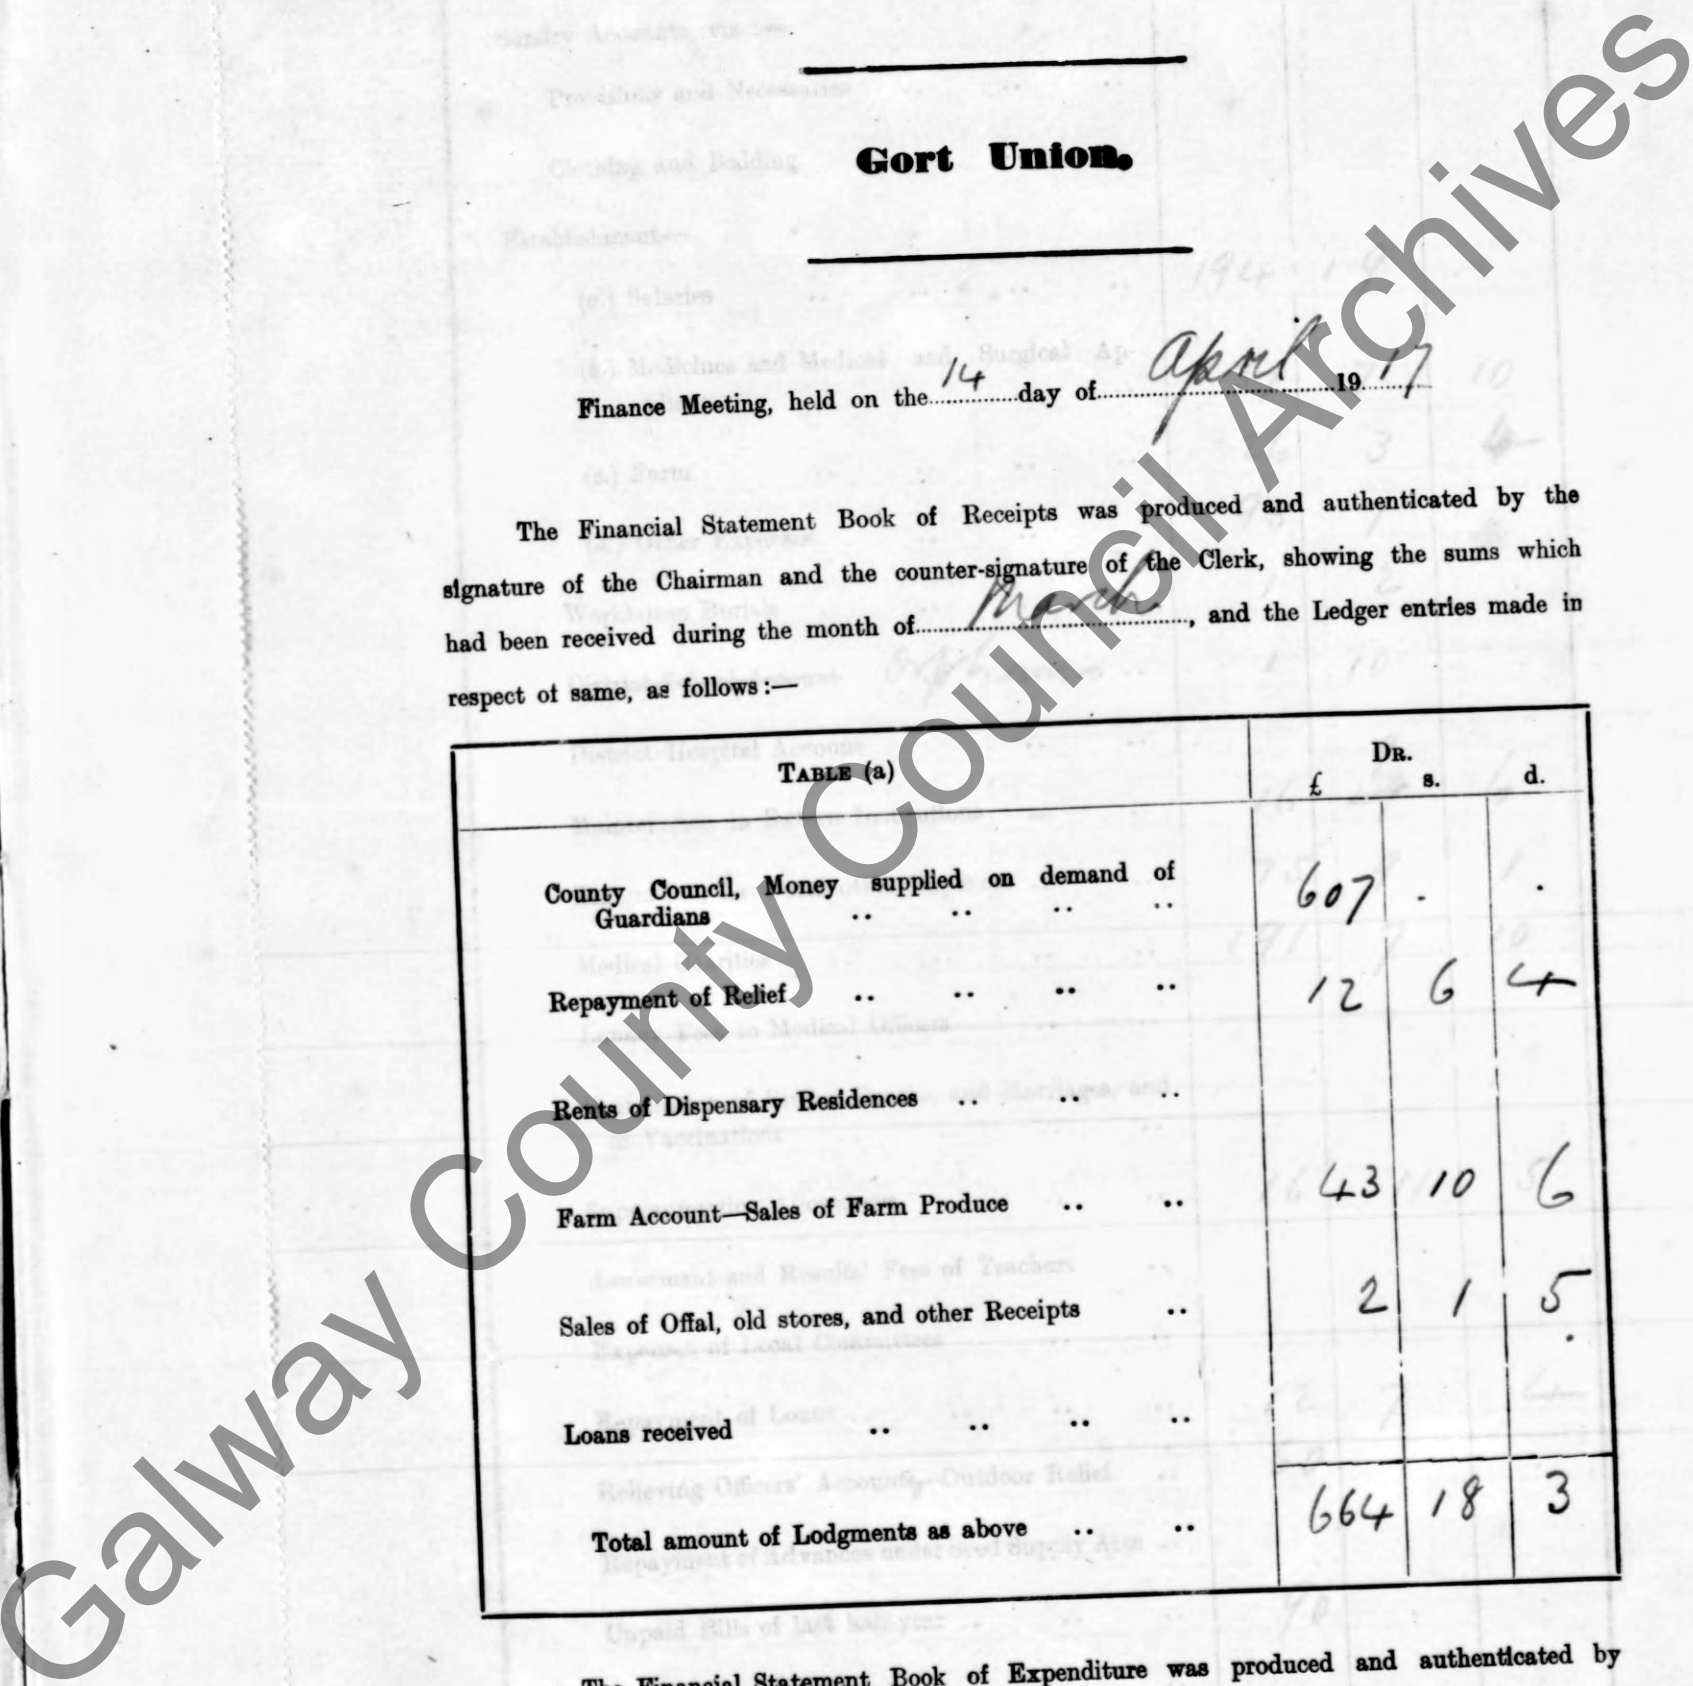 Gort Union.
Finance Meeting, held on the 14 day of April 1917
The Financial Statement Book of Receipts was produced and authenticated by the
signature of the Chairman and the counter-signature of the Clerk, showing the sums which
had been received during the month of March, and the Ledger entries made in
respect of same, as follows:—
TABLE (a) DR.
£ s. d.
County Council, Money supplied on demand of
Guardians .. .. .. .. 607 . .
Repayment of Relief .. .. .. .. 12 6 4
Rents of Dispensary Residences .. .. ..
Farm Account—Sales of Farm Produce .. .. 43 10 6
Sales of Offal, old stores, and other Receipts .. 2 1 5
Loans received .. .. .. ..
Total amount of Lodgments as above .. .. 664 18 3
The Financial Statement Book of Expenditure was produced and authenticated by
Galway County Council Archives